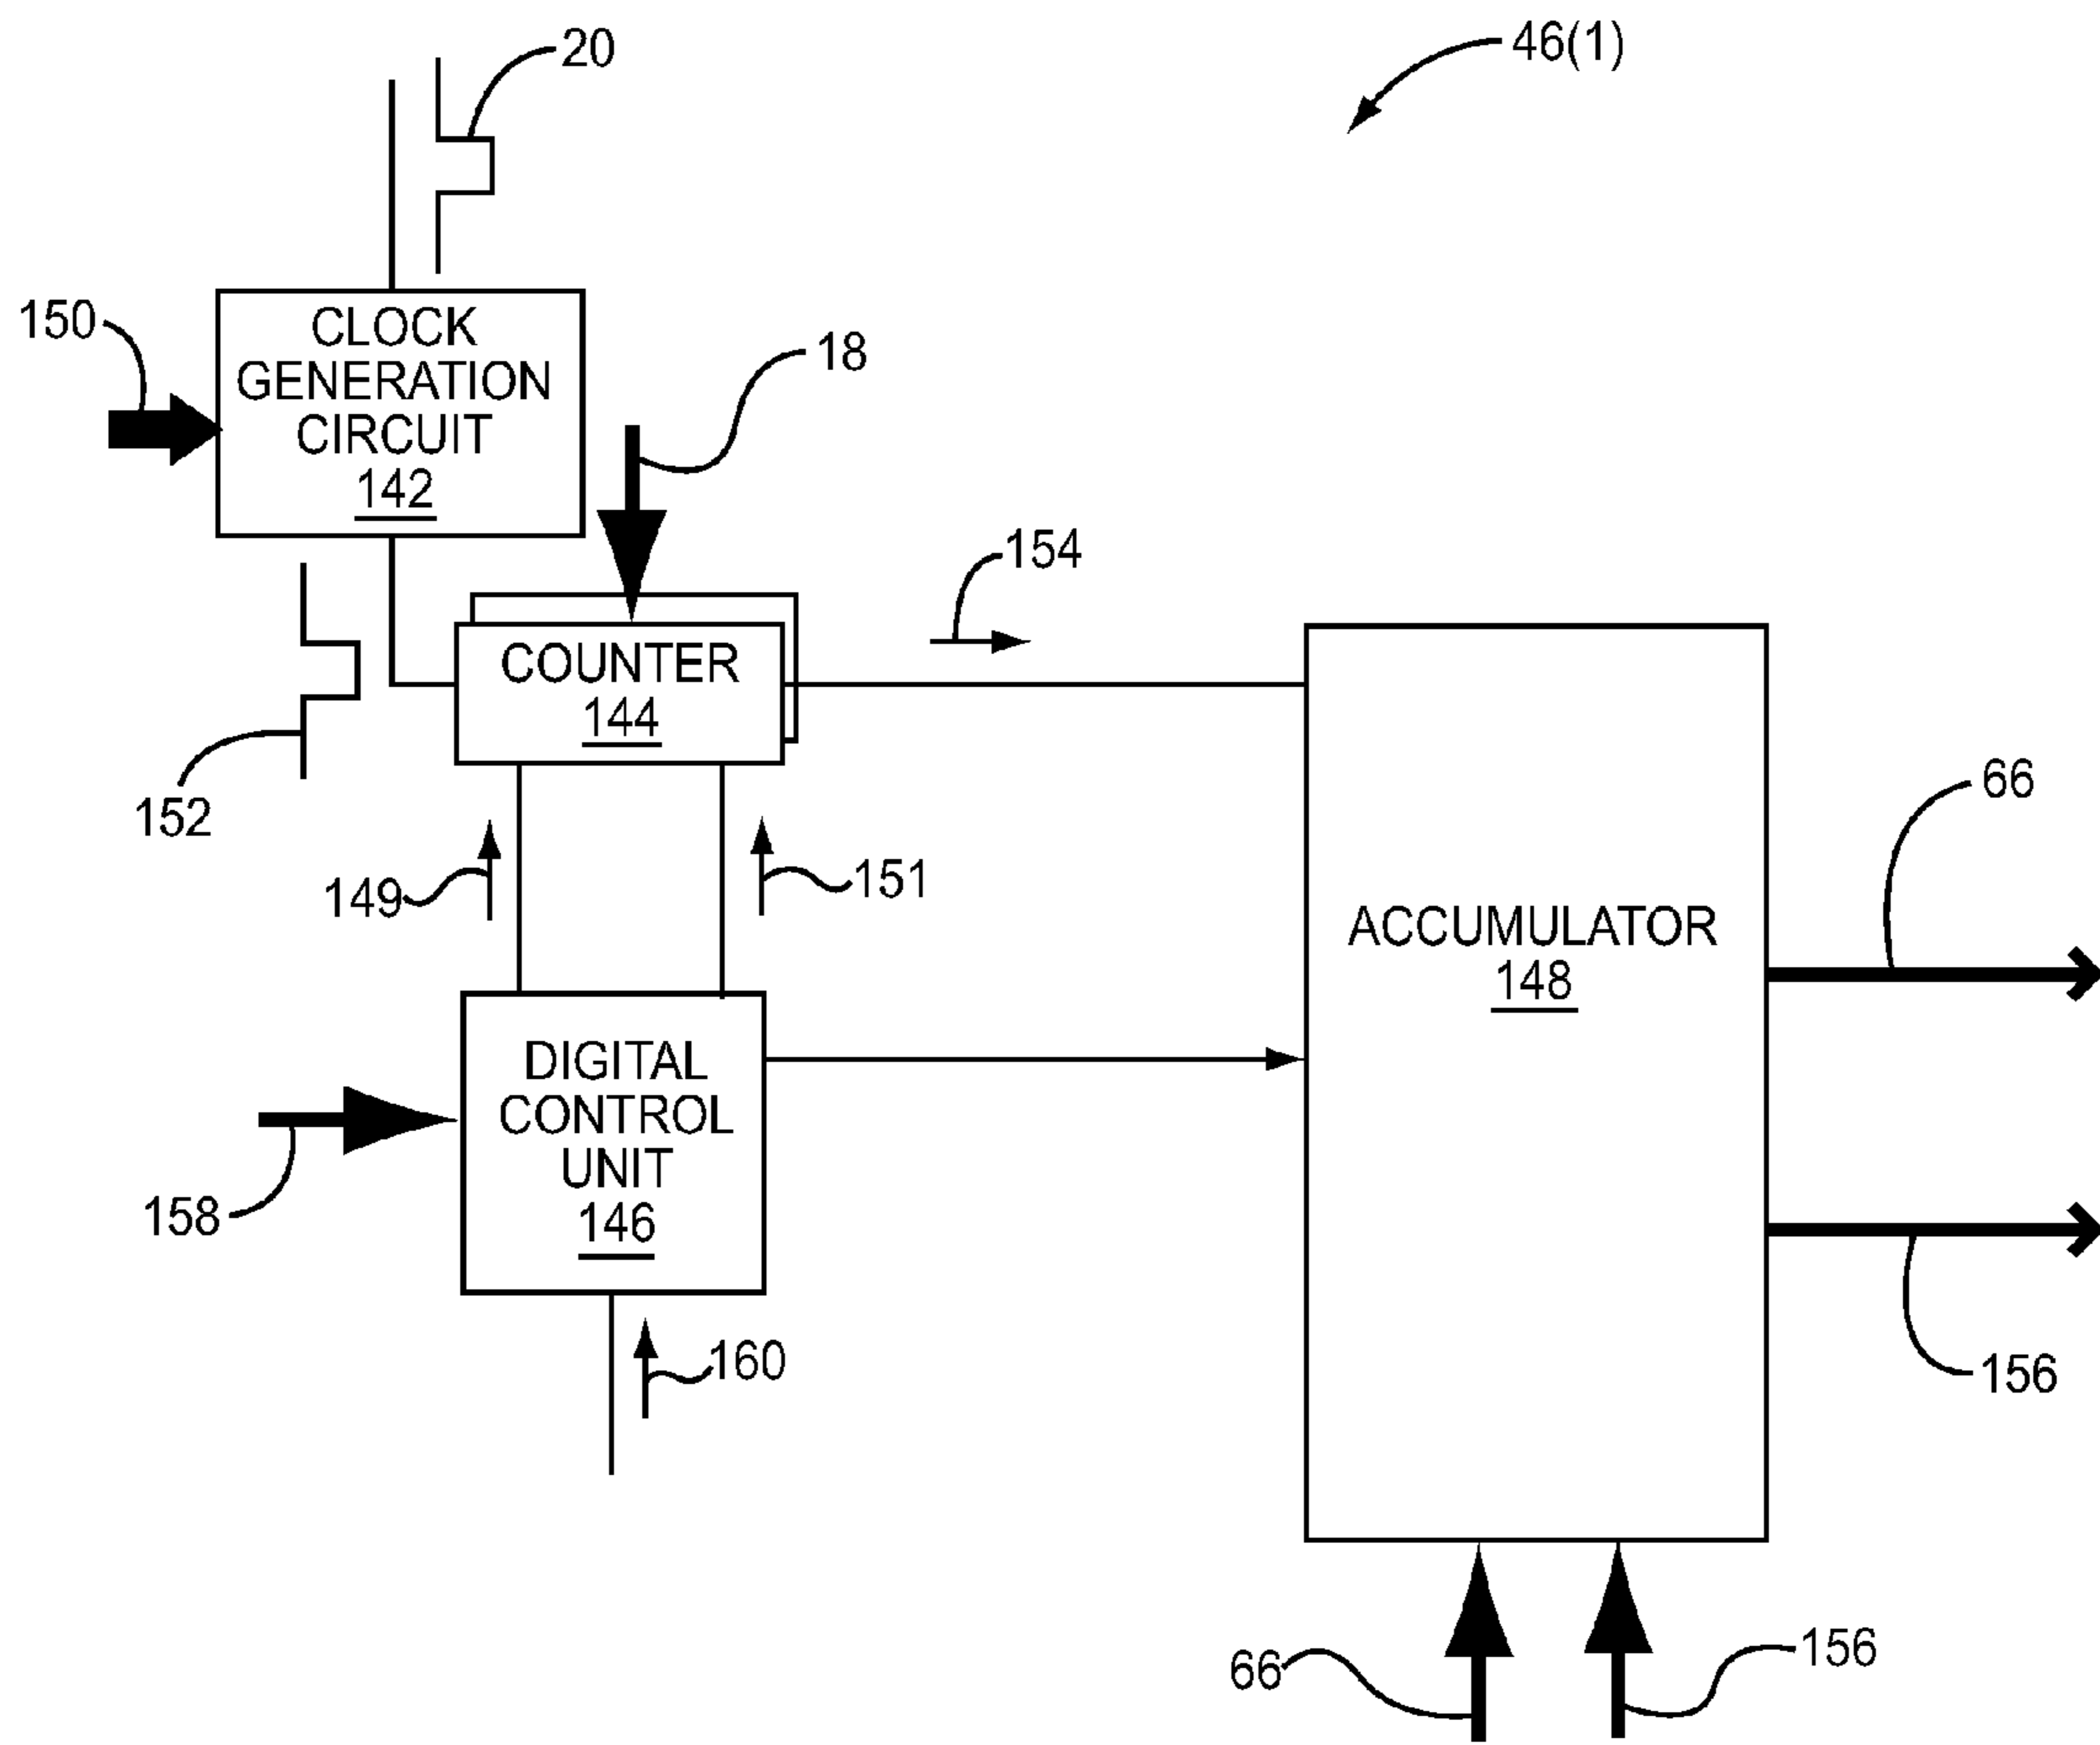 20
46(1)
150
CLOCK
GENERATION
CIRCUIT
142
18
154
COUNTER
144
152
66
149
151
ACCUMULATOR
148
DIGITAL
CONTROL
UNIT
146
158
160
156
66
156